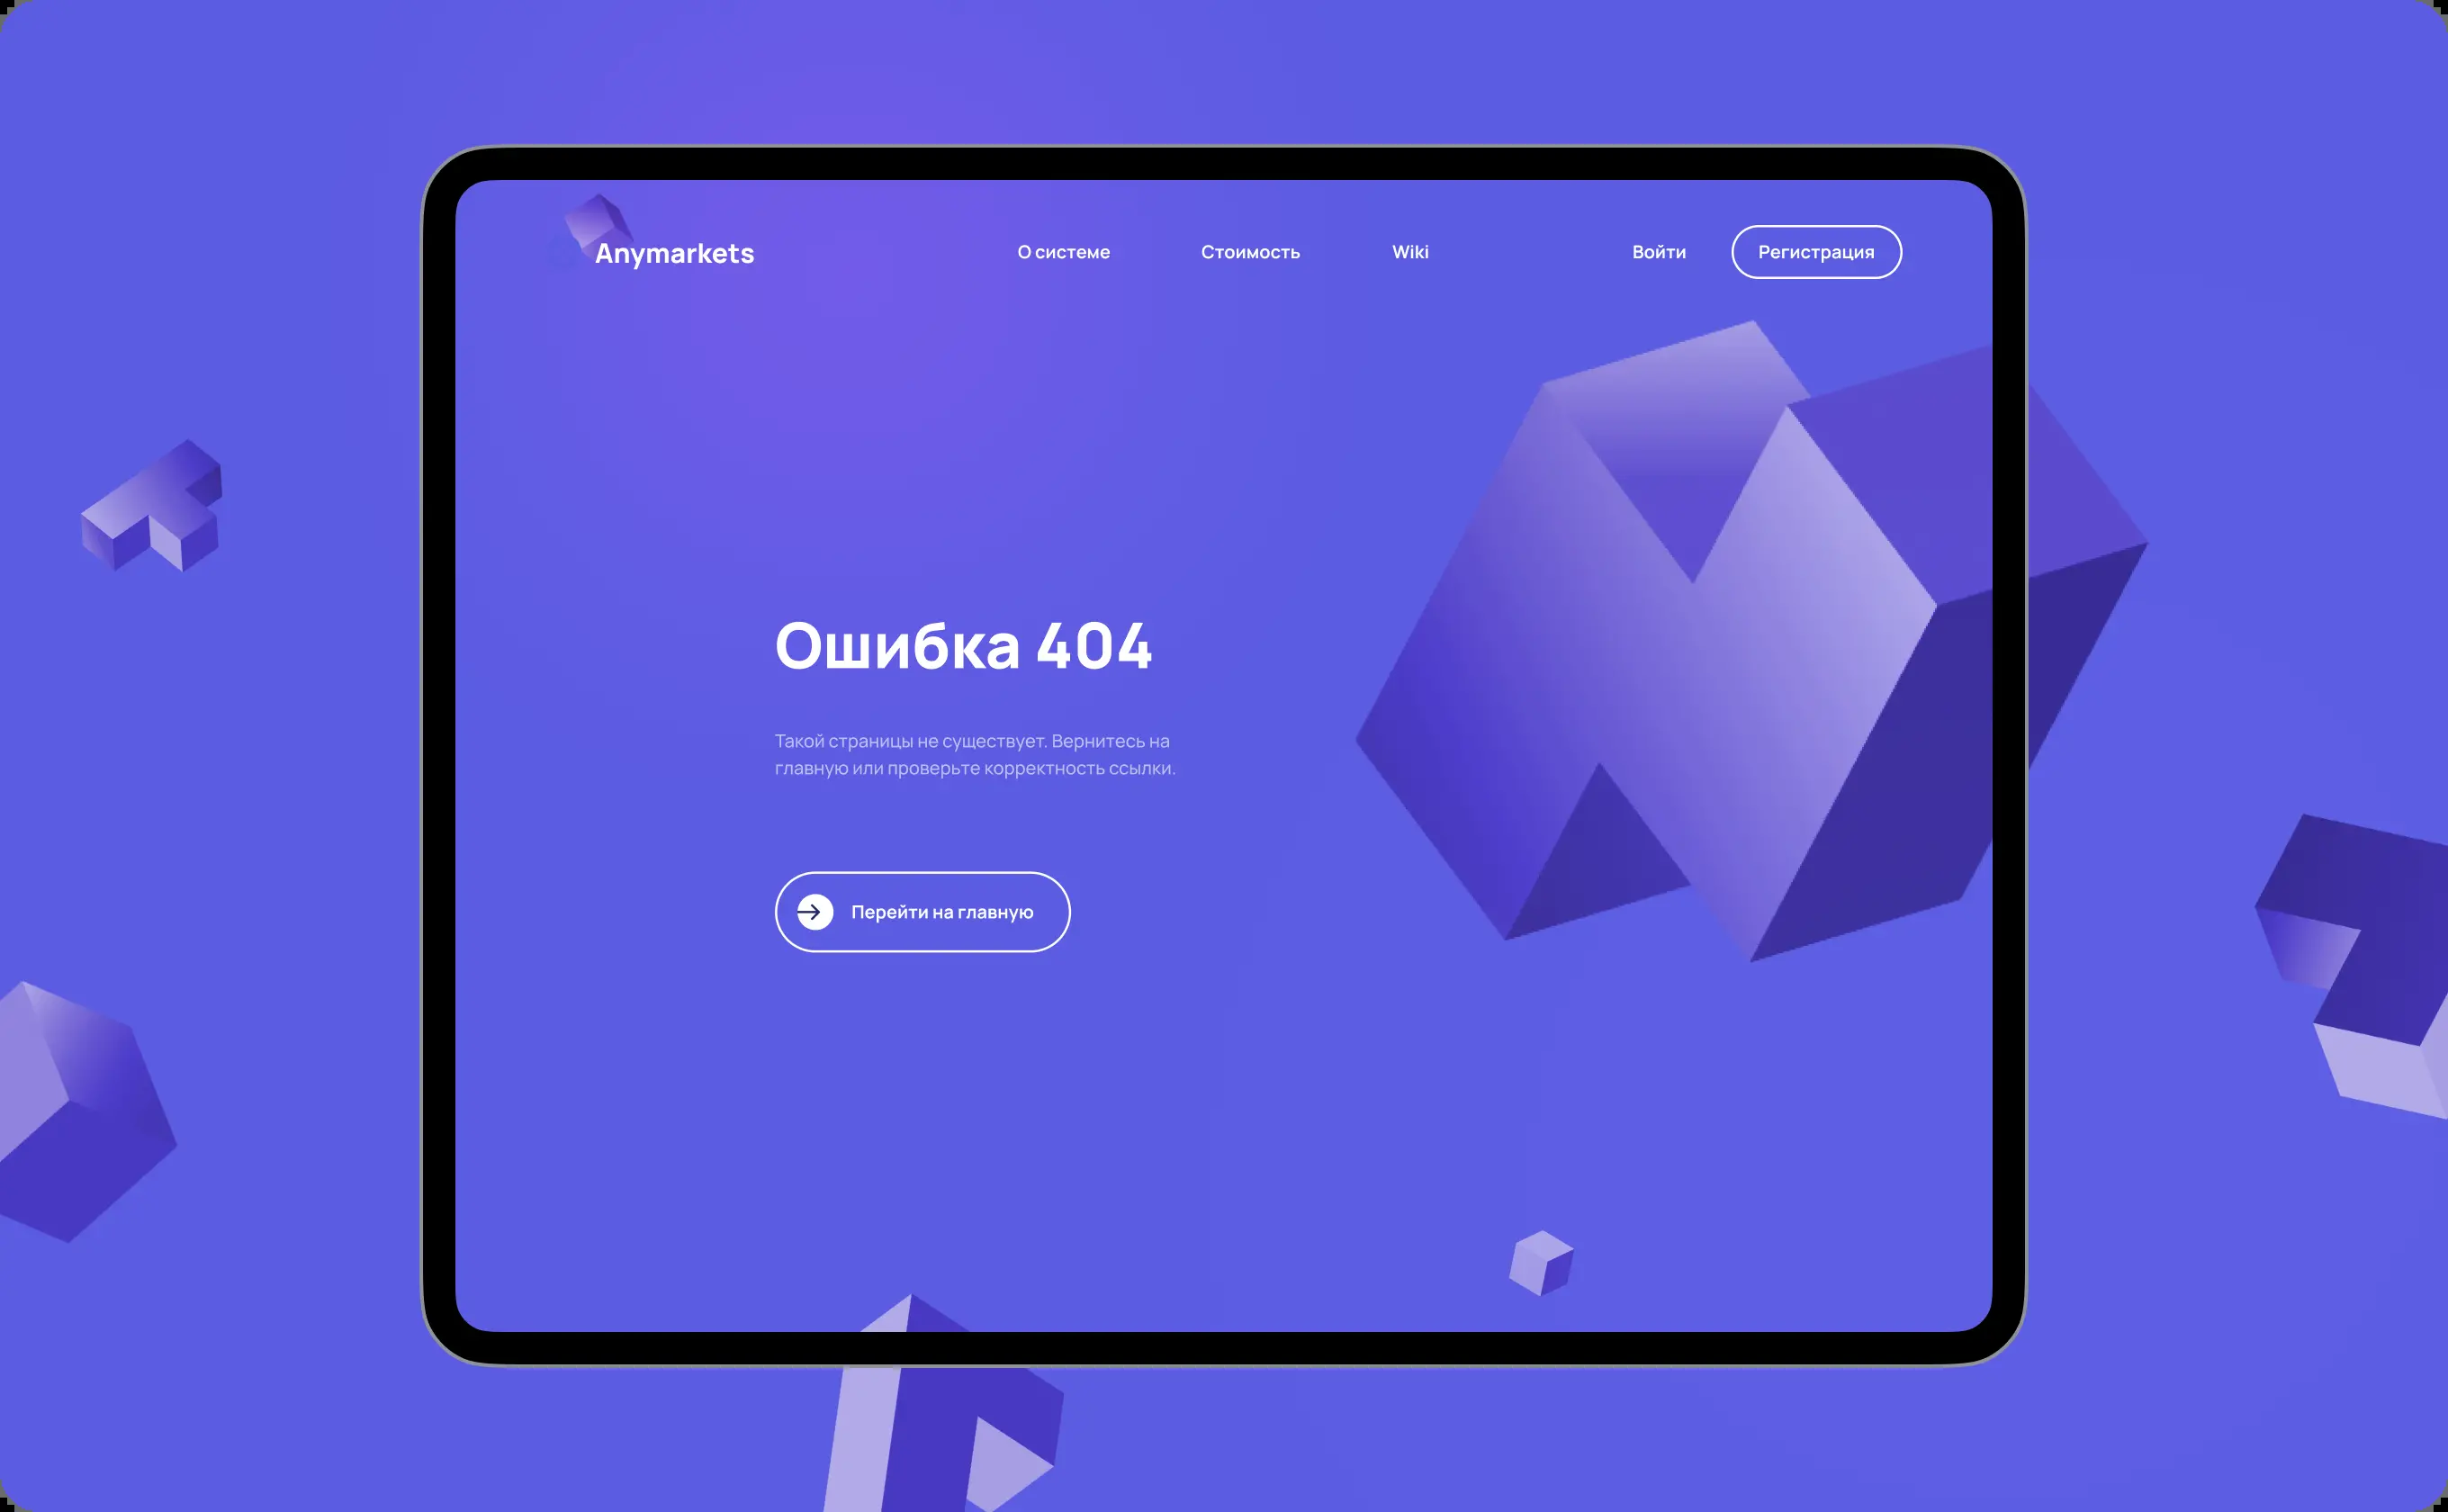 Anymarkets
О системе
Стоимость
Wiki
Войти
Регистрация
Ошибка 404
Такой страницы не существует. Вернитесь на
главную или проверьте корректность ссылки.
Перейти на главную